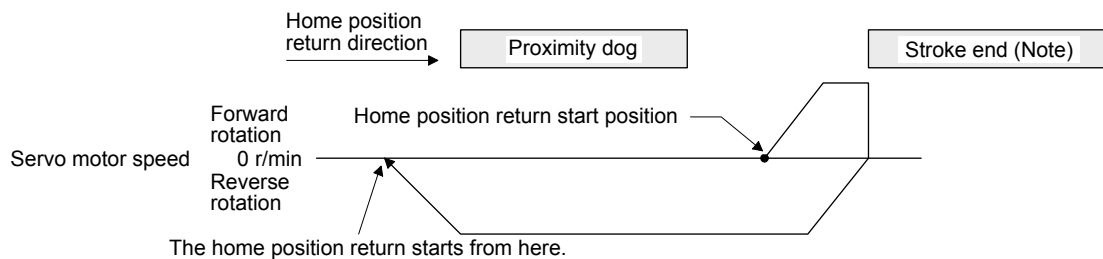 Home position
return direction
Proximity dog
Stroke end (Note)
Forward
rotation
Home position return start position
Servo motor speed
0 r/min
Reverse
rotation
The home position return starts from here.